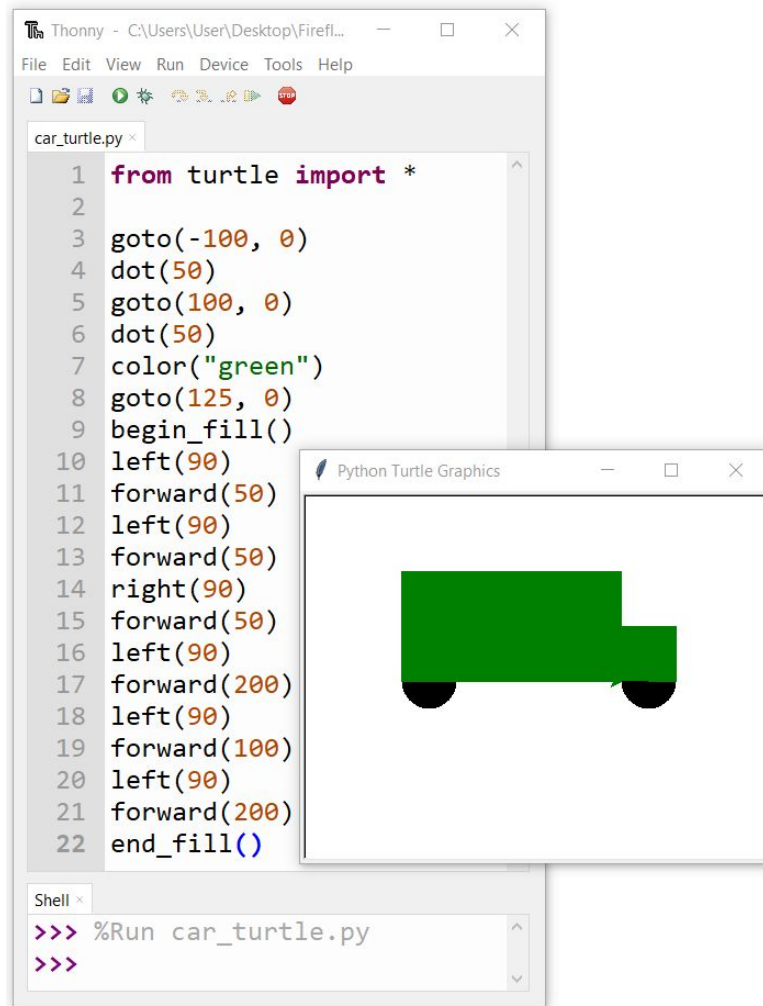 Thonny - C:\Users\User\Desktop\Firefl...
File Edit View Run Device Tools Help
STOP
car_turtle.py ×
1 from turtle import *
2
3 goto(-100, 0)
4 dot(50)
5 goto(100, 0)
6 dot(50)
7 color("green")
8 goto(125, 0)
9 begin_fill()
10 left(90)
11 forward(50)
12 left(90)
13 forward(50)
14 right(90)
15 forward(50)
16 left(90)
17 forward(200)
18 left(90)
19 forward(100)
20 left(90)
21 forward(200)
22 end_fill()
Python Turtle Graphics
Shell ×
>>> %Run car_turtle.py
>>>